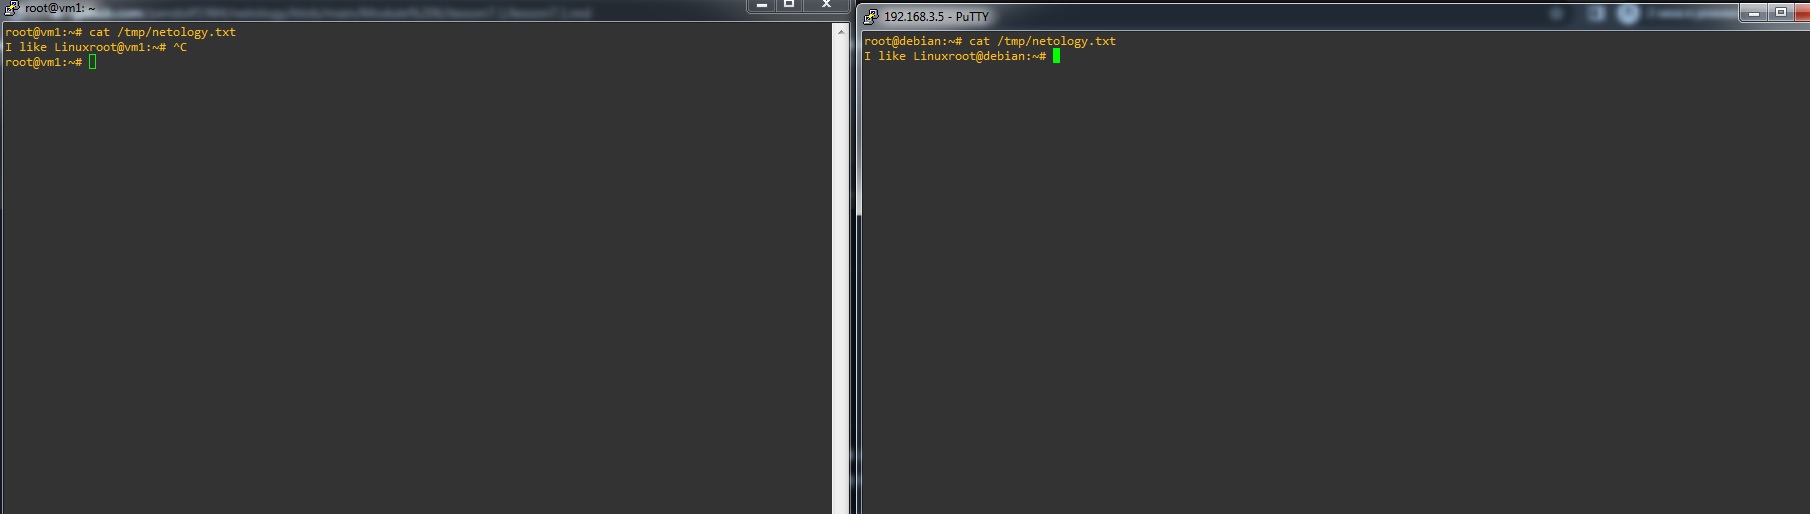 root@vm1: ~
root@vm1:~# cat /tmp/netology.txt
I like Linuxroot@vm1:~# ^C
root@vm1:~#
192.168.3.5 - PuTTY
root@debian:~# cat /tmp/netology.txt
I like Linuxroot@debian:~#